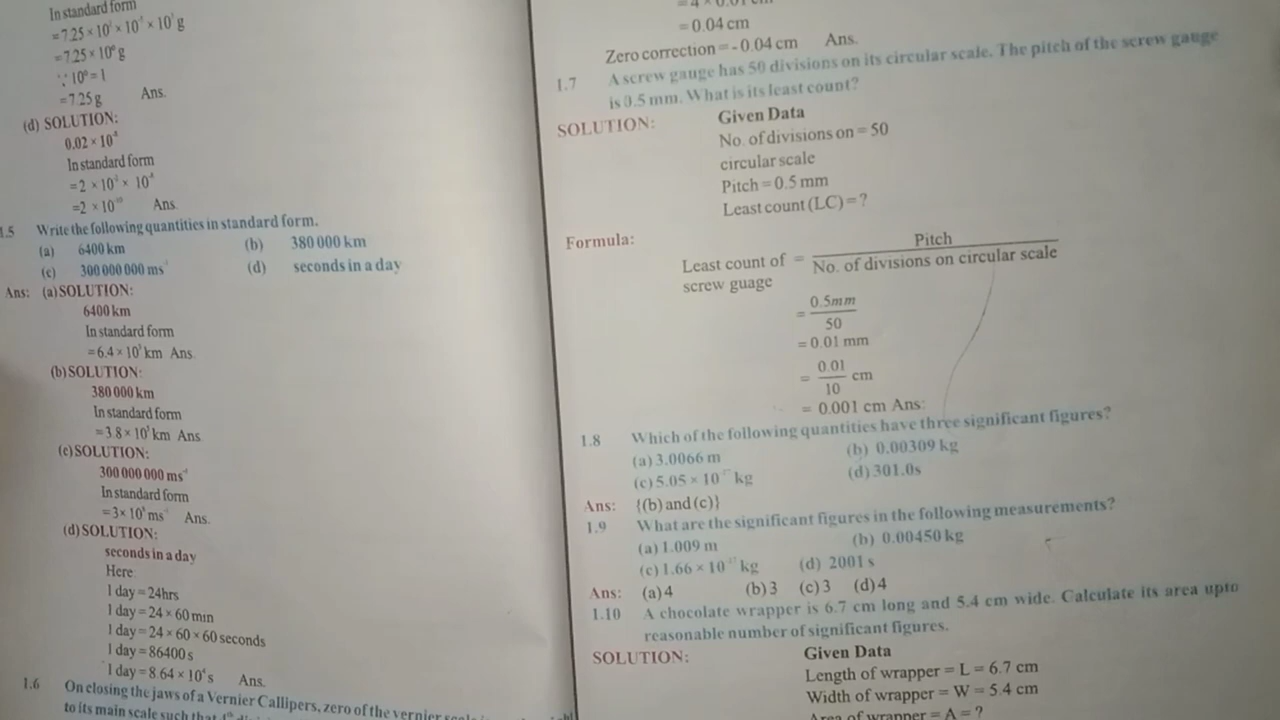 In standard form
=7.25 × 10² × 10⁻⁵ × 10³ g
=7.25 × 10⁰ g
∵ 10⁰ = 1
=7.25 g Ans.
(d) SOLUTION:
0.02 × 10⁻⁸
In standard form
=2 × 10⁻² × 10⁻⁸
=2 × 10⁻¹⁰ Ans.
1.5 Write the following quantities in standard form.
(a) 6400 km (b) 380 000 km
(c) 300 000 000 ms⁻¹ (d) seconds in a day
Ans: (a) SOLUTION:
6400 km
In standard form
=6.4 × 10³ km Ans.
(b) SOLUTION:
380 000 km
In standard form
=3.8 × 10⁵ km Ans
(c) SOLUTION:
300 000 000 ms⁻¹
In standard form
=3× 10⁸ ms⁻¹ Ans.
(d) SOLUTION:
seconds in a day
Here
1 day = 24hrs
1 day = 24 × 60 min
1 day = 24 × 60 × 60 seconds
1 day = 86400 s
1 day = 8.64 × 10⁴ s Ans.
1.6 On closing the jaws of a Vernier Callipers, zero of the vernier
to its main scale such that 4ᵗʰ
= 4 × 0.01 cm
= 0.04 cm
Zero correction = - 0.04 cm Ans.
1.7 A screw gauge has 50 divisions on its circular scale. The pitch of the screw gauge
is 0.5 mm. What is its least count?
SOLUTION: Given Data
No. of divisions on = 50
circular scale
Pitch = 0.5 mm
Least count (LC) = ?
Formula:
Least count of = Pitch
screw guage No. of divisions on circular scale
= 0.5mm
50
= 0.01 mm
= 0.01 cm
10
= 0.001 cm Ans:
1.8 Which of the following quantities have three significant figures?
(a) 3.0066 m (b) 0.00309 kg
(c) 5.05 × 10⁻²⁷ kg (d) 301.0s
Ans: {(b) and (c)}
1.9 What are the significant figures in the following measurements?
(a) 1.009 m (b) 0.00450 kg
(c) 1.66 × 10⁻²⁷ kg (d) 2001 s
Ans: (a) 4 (b) 3 (c) 3 (d) 4
1.10 A chocolate wrapper is 6.7 cm long and 5.4 cm wide. Calculate its area upto
reasonable number of significant figures.
SOLUTION: Given Data
Length of wrapper = L = 6.7 cm
Width of wrapper = W = 5.4 cm
Area of wrapper = A = ?